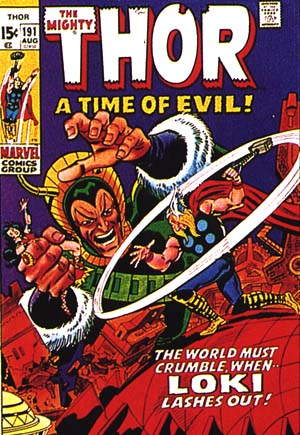 THOR
15¢
191
AUG
MARVEL
COMICS
GROUP
THE
MIGHTY
THOR
A TIME OF EVIL!
THE WORLD MUST
CRUMBLE, WHEN--
LOKI
LASHES OUT!